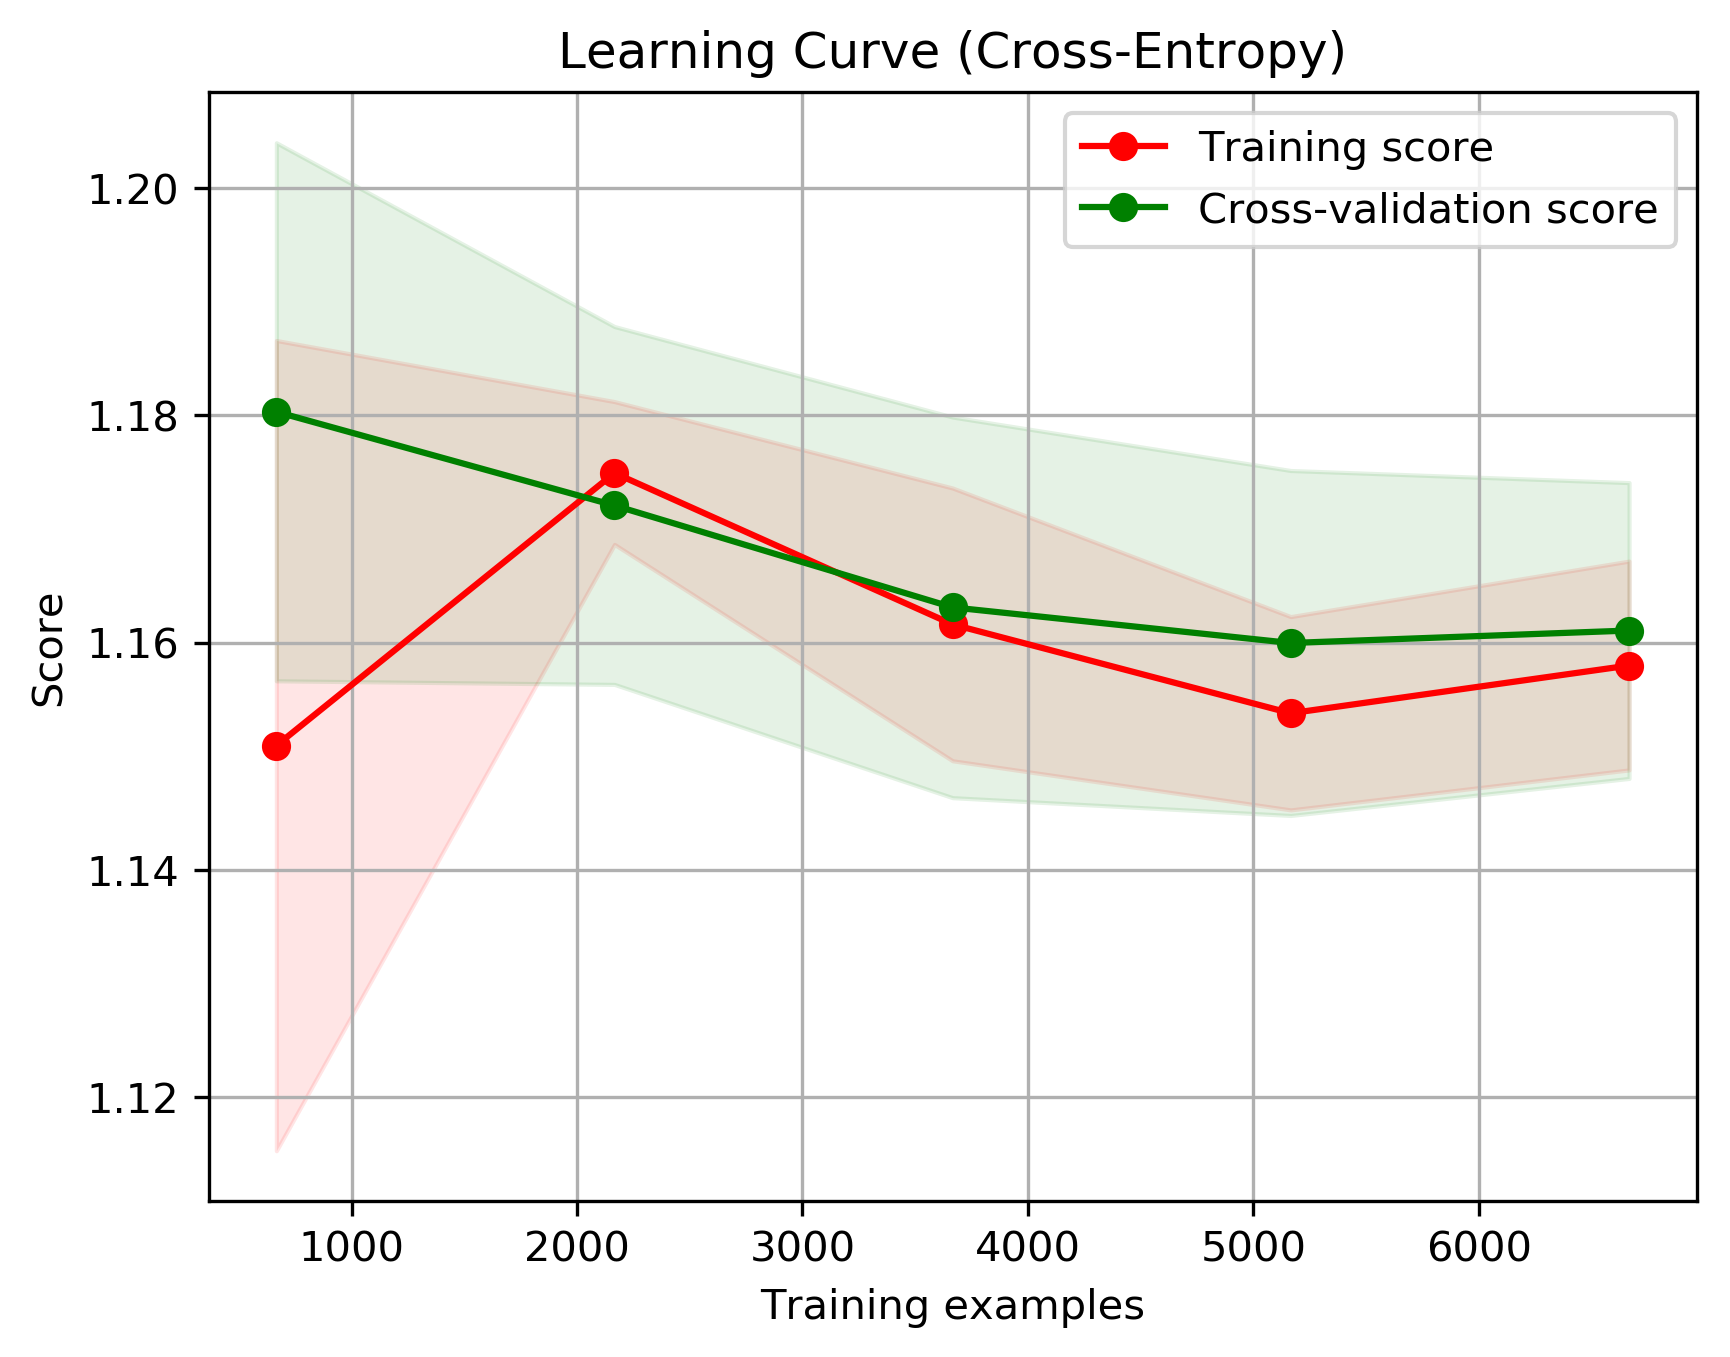 Learning Curve (Cross-Entropy)
Training score
Cross-validation score
1.20
1.18
1.16
1.14
1.12
Score
1000 2000 3000 4000 5000 6000
Training examples